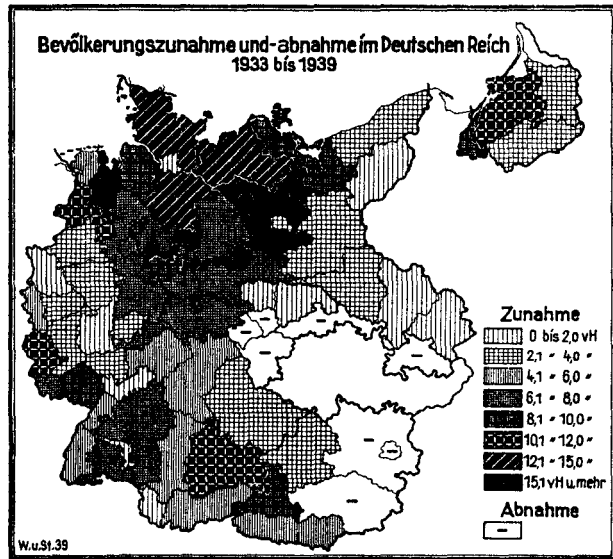 Bevölkerungszunahme und-abnahme im Deutschen Reich
1933 bis 1939
Zunahme
0 bis 2,0 vH
2,1 " 4,0 "
4,1 " 6,0 "
6,1 " 8,0 "
8,1 " 10,0 "
10,1 " 12,0 "
12,1 " 15,0 "
15,1 vH u. mehr
Abnahme
W.u.St.39